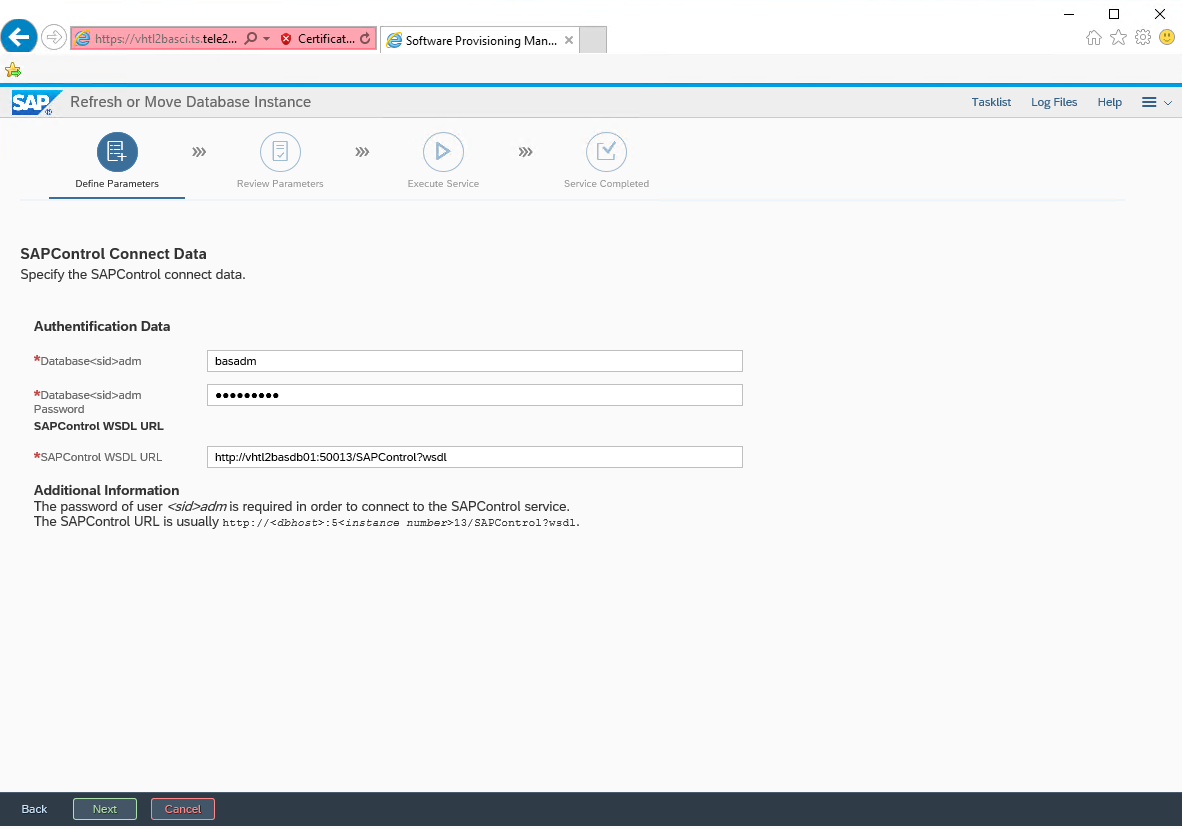 https://vhtl2basci.ts.tele2... Certificat... Software Provisioning Man...
SAP Refresh or Move Database Instance Tasklist Log Files Help
Define Parameters Review Parameters Execute Service Service Completed
SAPControl Connect Data
Specify the SAPControl connect data.
Authentification Data
*Database<sid>adm basadm
*Database<sid>adm
Password
SAPControl WSDL URL
*SAPControl WSDL URL http://vhtl2basdb01:50013/SAPControl?wsdl
Additional Information
The password of user <sid>adm is required in order to connect to the SAPControl service.
The SAPControl URL is usually http://<dbhost>:5<instance number>13/SAPControl?wsdl.
Back Next Cancel